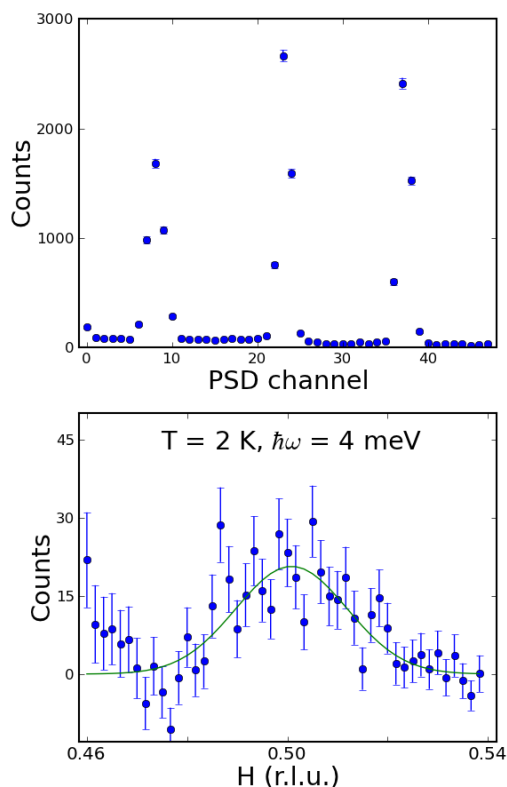 3000
2000
1000
0
Counts
0 10 20 30 40
PSD channel
T = 2 K, ħω = 4 meV
45
30
15
0
Counts
0.46 0.50 0.54
H (r.l.u.)